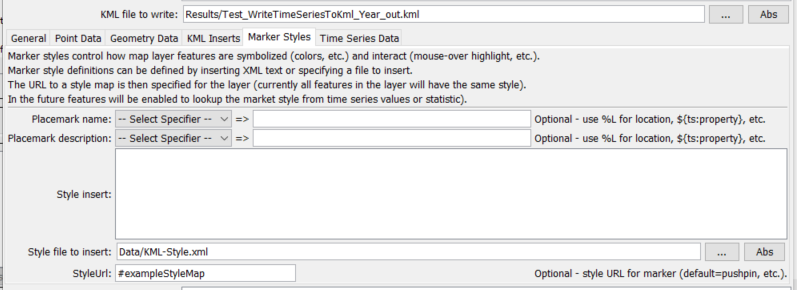 KML file to write: Results/Test_WriteTimeSeriesToKml_Year_out.kml ... Abs
General Point Data Geometry Data KML Inserts Marker Styles Time Series Data
Marker styles control how map layer features are symbolized (colors, etc.) and interact (mouse-over highlight, etc.).
Marker style definitions can be defined by inserting XML text or specifying a file to insert.
The URL to a style map is then specified for the layer (currently all features in the layer will have the same style).
In the future features will be enabled to lookup the market style from time series values or statistic).
Placemark name: -- Select Specifier -- => Optional - use %L for location, ${ts:property}, etc.
Placemark description: -- Select Specifier -- => Optional - use %L for location, ${ts:property}, etc.
Style insert:
Style file to insert: Data/KML-Style.xml ... Abs
StyleUrl: #exampleStyleMap Optional - style URL for marker (default=pushpin, etc.).